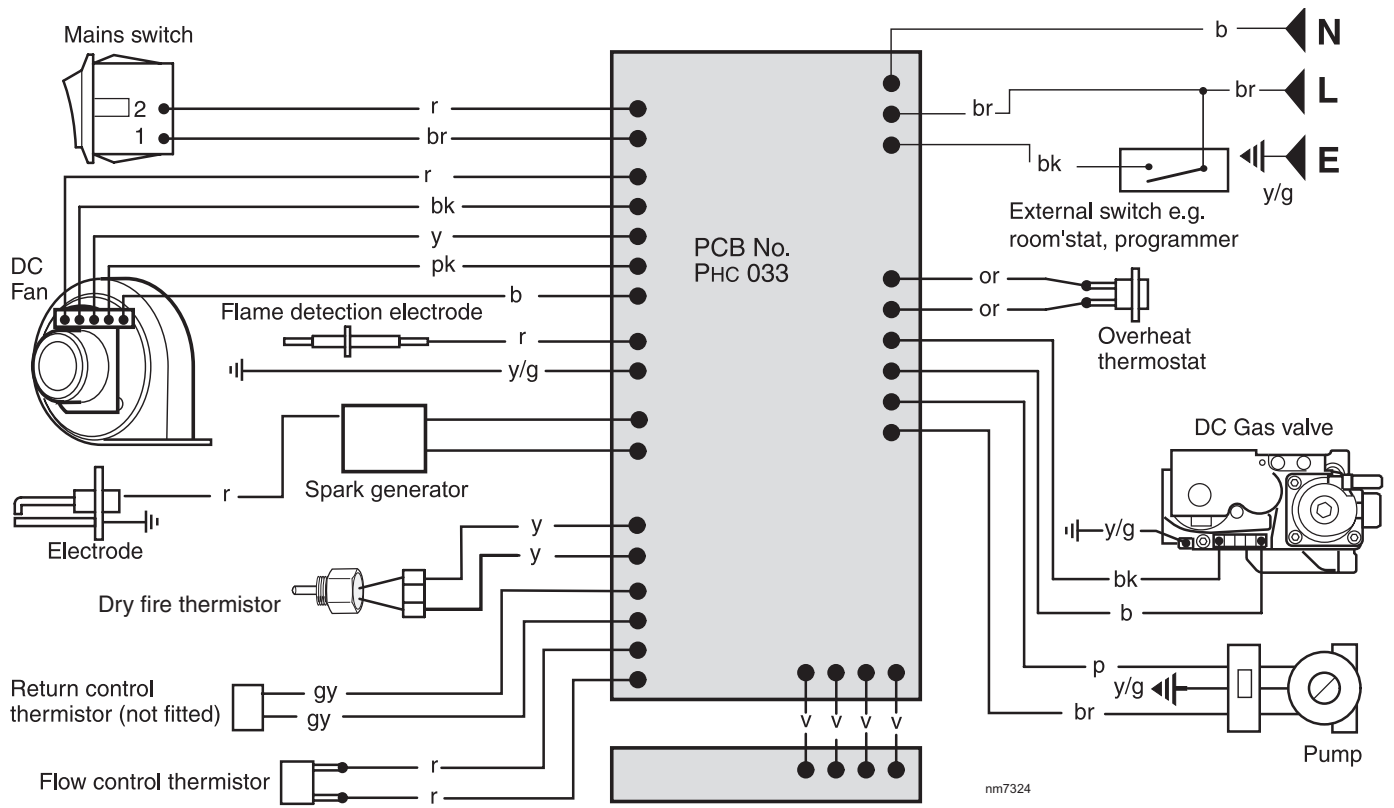 Mains switch
2
1
r
br
r
bk
y
pk
b
DC
Fan
Flame detection electrode
r
y/g
Spark generator
r
Electrode
y
y
Dry fire thermistor
gy
gy
Return control
thermistor (not fitted)
r
r
Flow control thermistor
PCB No.
PHC 033
b
N
br
br
L
bk
E
y/g
External switch e.g.
room'stat, programmer
or
or
Overheat
thermostat
DC Gas valve
y/g
bk
b
p
y/g
br
Pump
v
v
v
v
nm7324